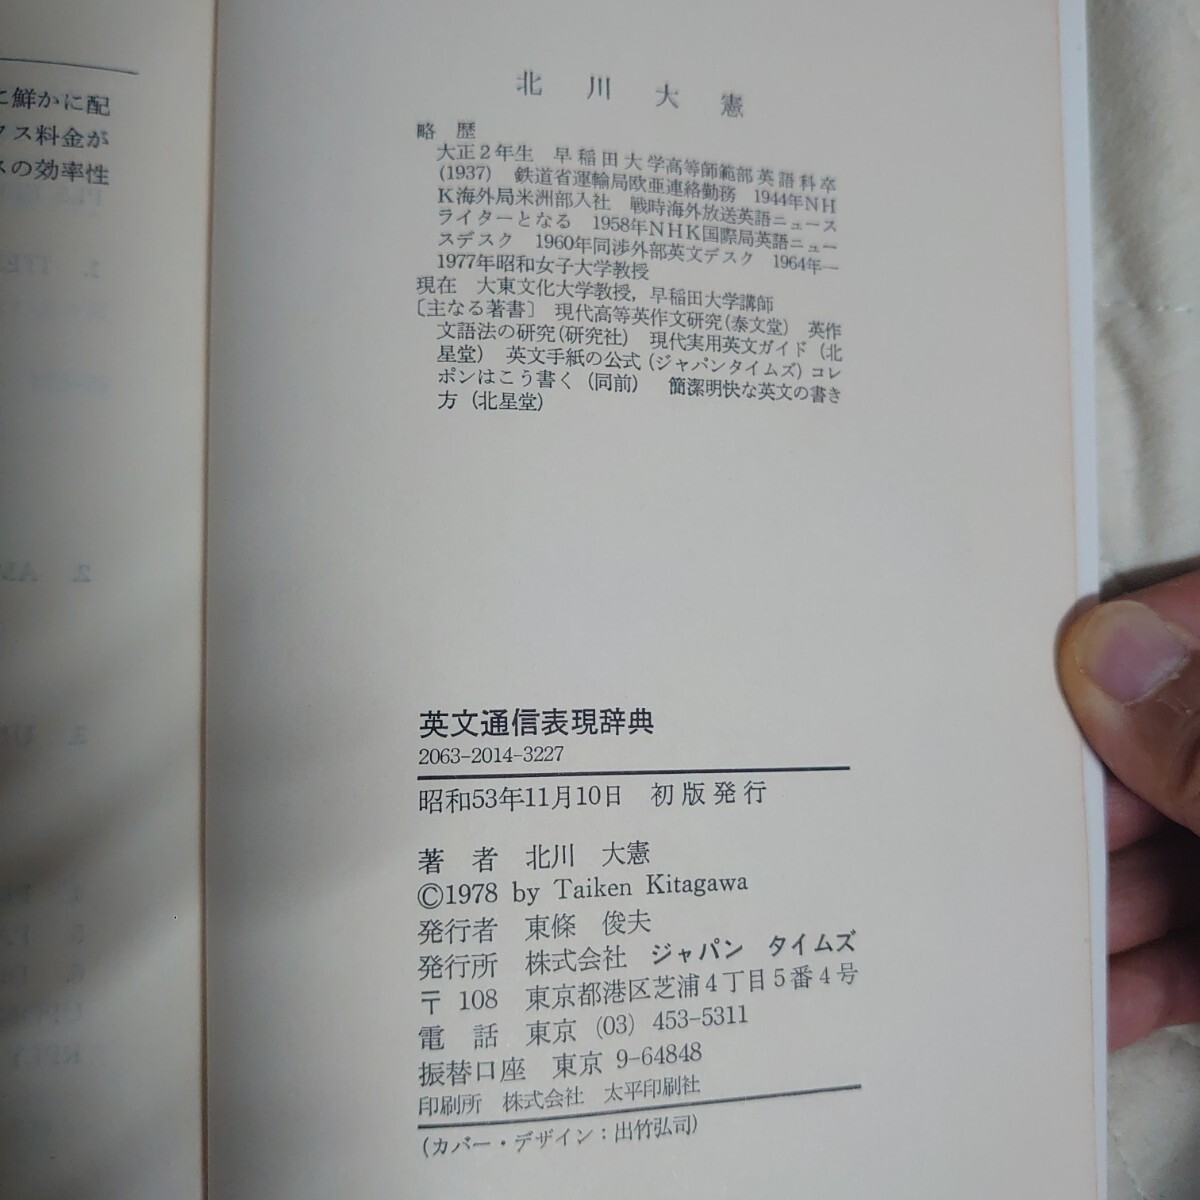 に鮮かに配
クス料金が
スの効率性
北川大憲
略歴
大正2年生 早稲田大学高等師範部英語科卒
(1937) 鉄道省運輸局欧亜連絡勤務 1944年NH
K海外局米洲部入社 戦時海外放送英語ニュース
ライターとなる 1958年NHK国際局英語ニュー
スデスク 1960年同渉外部英文デスク 1964年—
1977年昭和女子大学教授
現在 大東文化大学教授，早稲田大学講師
〔主なる著書〕 現代高等英作文研究(泰文堂) 英作
文語法の研究(研究社) 現代実用英文ガイド (北
星堂) 英文手紙の公式 (ジャパンタイムズ) コレ
ポンはこう書く (同前) 簡潔明快な英文の書き
方 (北星堂)
英文通信表現辞典
2063-2014-3227
昭和53年11月10日 初版発行
著者 北川 大憲
©1978 by Taiken Kitagawa
発行者 東條 俊夫
発行所 株式会社 ジャパン タイムズ
〒108 東京都港区芝浦4丁目5番4号
電話 東京 (03) 453-5311
振替口座 東京 9-64848
印刷所 株式会社 太平印刷社
(カバー・デザイン：出竹弘司)